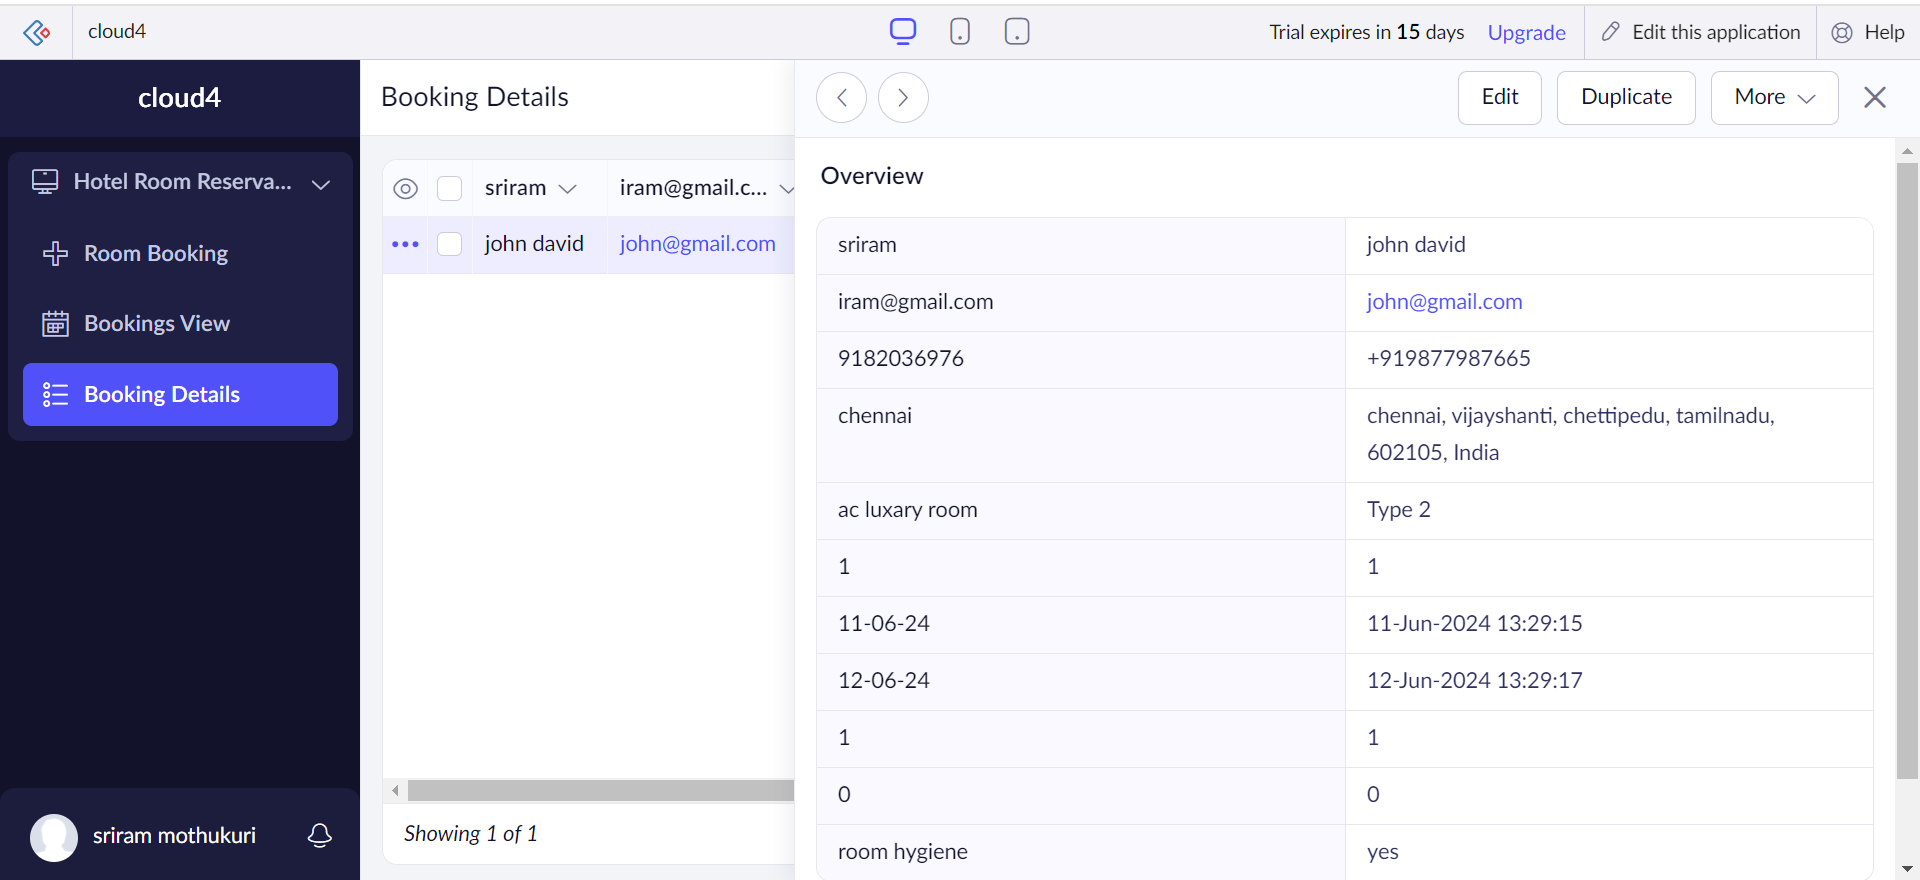 cloud4
Trial expires in 15 days
Upgrade
Edit this application
Help
cloud4
Hotel Room Reserva...
Room Booking
Bookings View
Booking Details
sriram mothukuri
Booking Details
sriram
iram@gmail.c...
john david
john@gmail.com
Showing 1 of 1
Edit
Duplicate
More
Overview
sriram
john david
iram@gmail.com
john@gmail.com
9182036976
+919877987665
chennai
chennai, vijayshanti, chettipedu, tamilnadu,
602105, India
ac luxary room
Type 2
1
1
11-06-24
11-Jun-2024 13:29:15
12-06-24
12-Jun-2024 13:29:17
1
1
0
0
room hygiene
yes